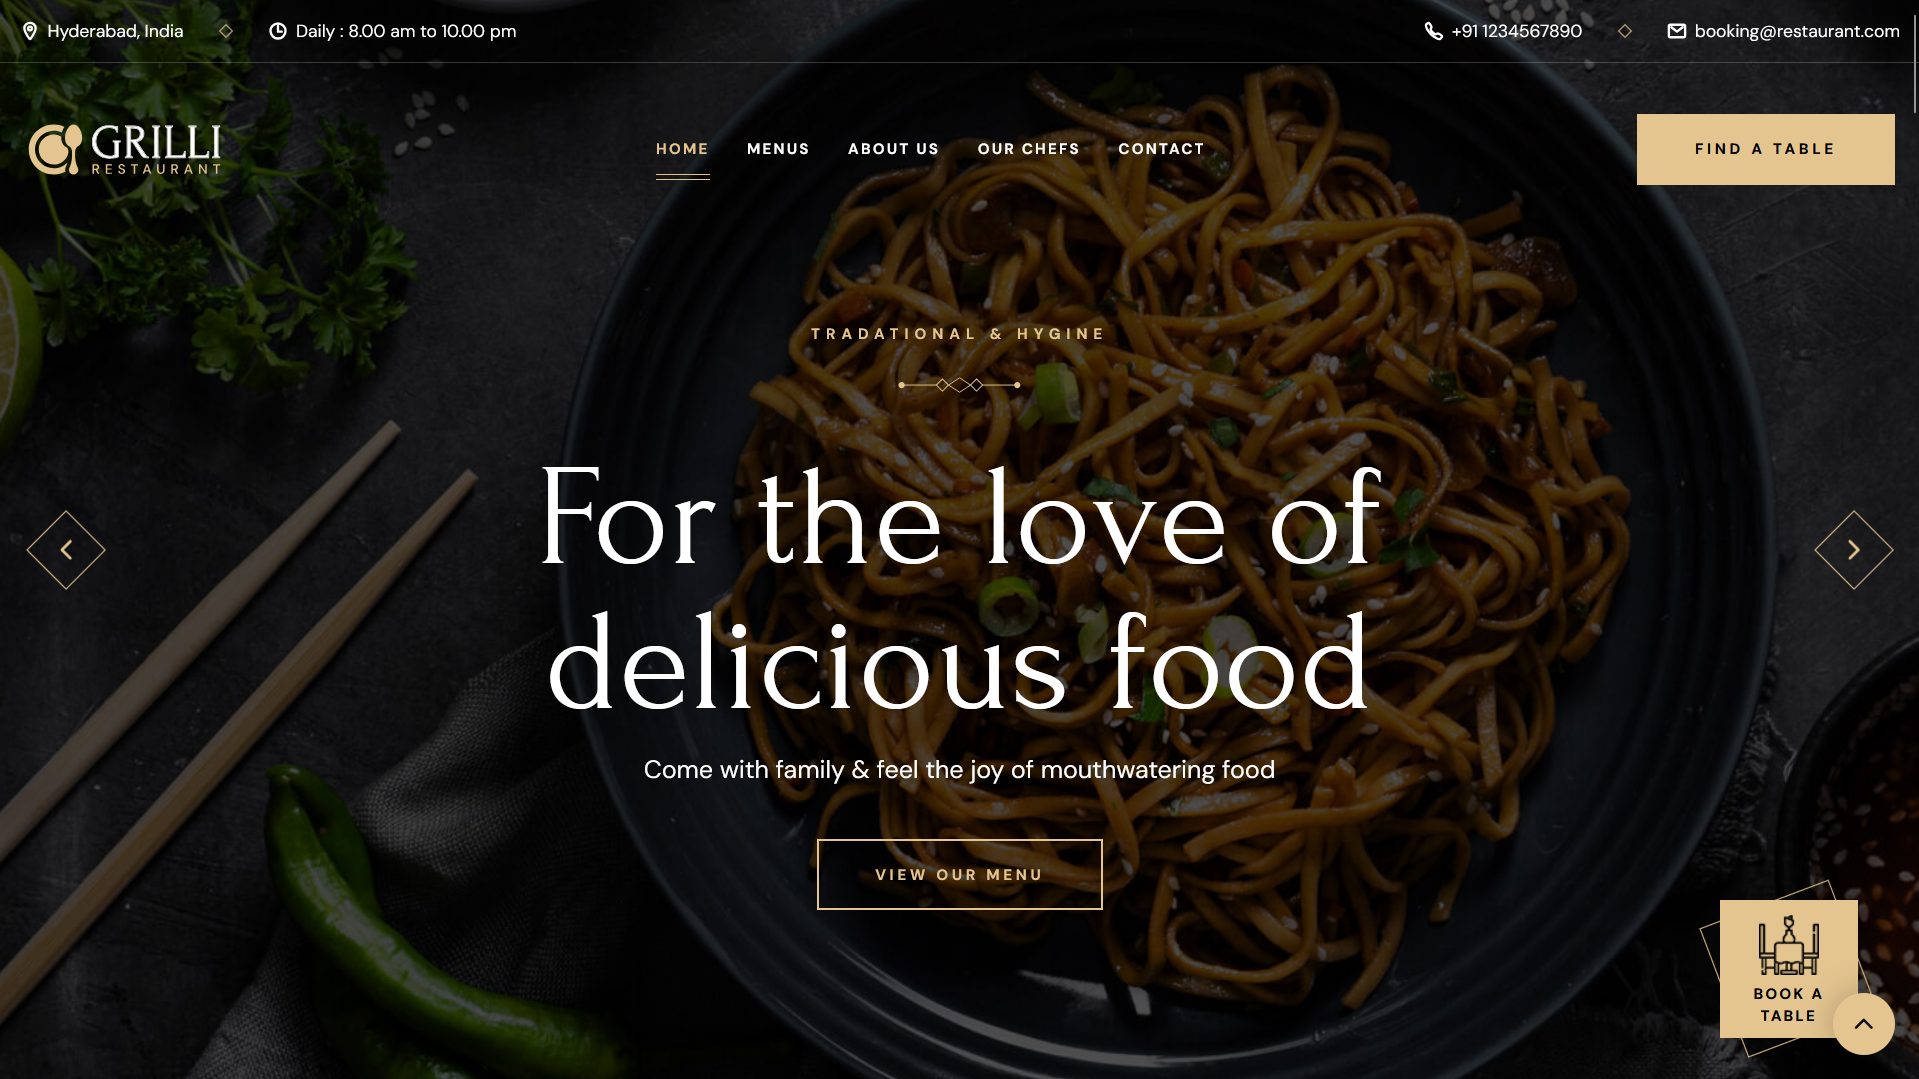 Hyderabad, India
Daily : 8.00 am to 10.00 pm
+91 1234567890
booking@restaurant.com
GRILLI
RESTAURANT
HOME
MENUS
ABOUT US
OUR CHEFS
CONTACT
FIND A TABLE
TRADATIONAL & HYGINE
For the love of
delicious food
Come with family & feel the joy of mouthwatering food
VIEW OUR MENU
BOOK A
TABLE